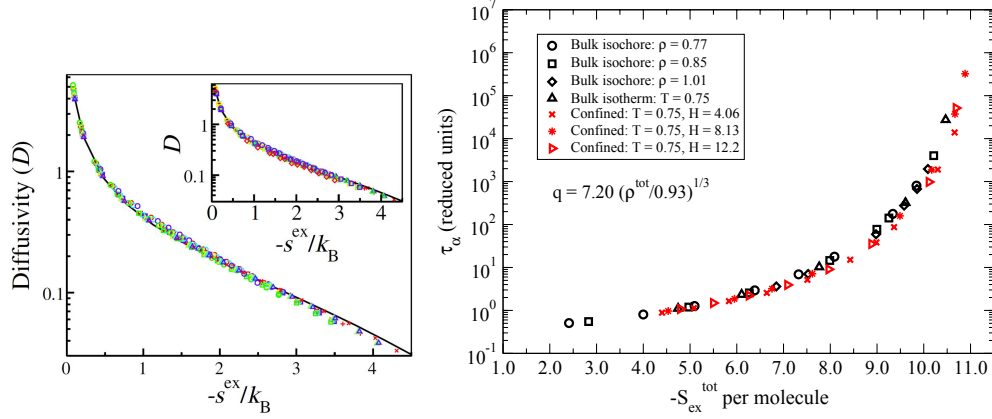 Diffusivity (D)
1
0.1
0
1
2
3
4
-s^ex/k_B
D
1
0.1
0
1
2
3
4
-s^ex/k_B
τ_α (reduced units)
10^7
10^6
10^5
10^4
10^3
10^2
10^1
10^0
10^-1
Bulk isochore: ρ = 0.77
Bulk isochore: ρ = 0.85
Bulk isochore: ρ = 1.01
Bulk isotherm: T = 0.75
Confined: T = 0.75, H = 4.06
Confined: T = 0.75, H = 8.13
Confined: T = 0.75, H = 12.2
q = 7.20 (ρ^tot/0.93)^1/3
1.0 2.0 3.0 4.0 5.0 6.0 7.0 8.0 9.0 10.0 11.0
-S_ex^tot per molecule